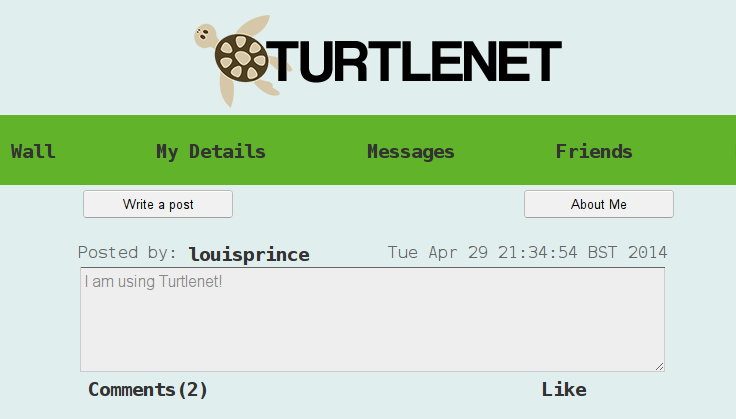 TURTLENET
Wall My Details Messages Friends
Write a post About Me
Posted by: louisprince Tue Apr 29 21:34:54 BST 2014
I am using Turtlenet!
Comments(2) Like